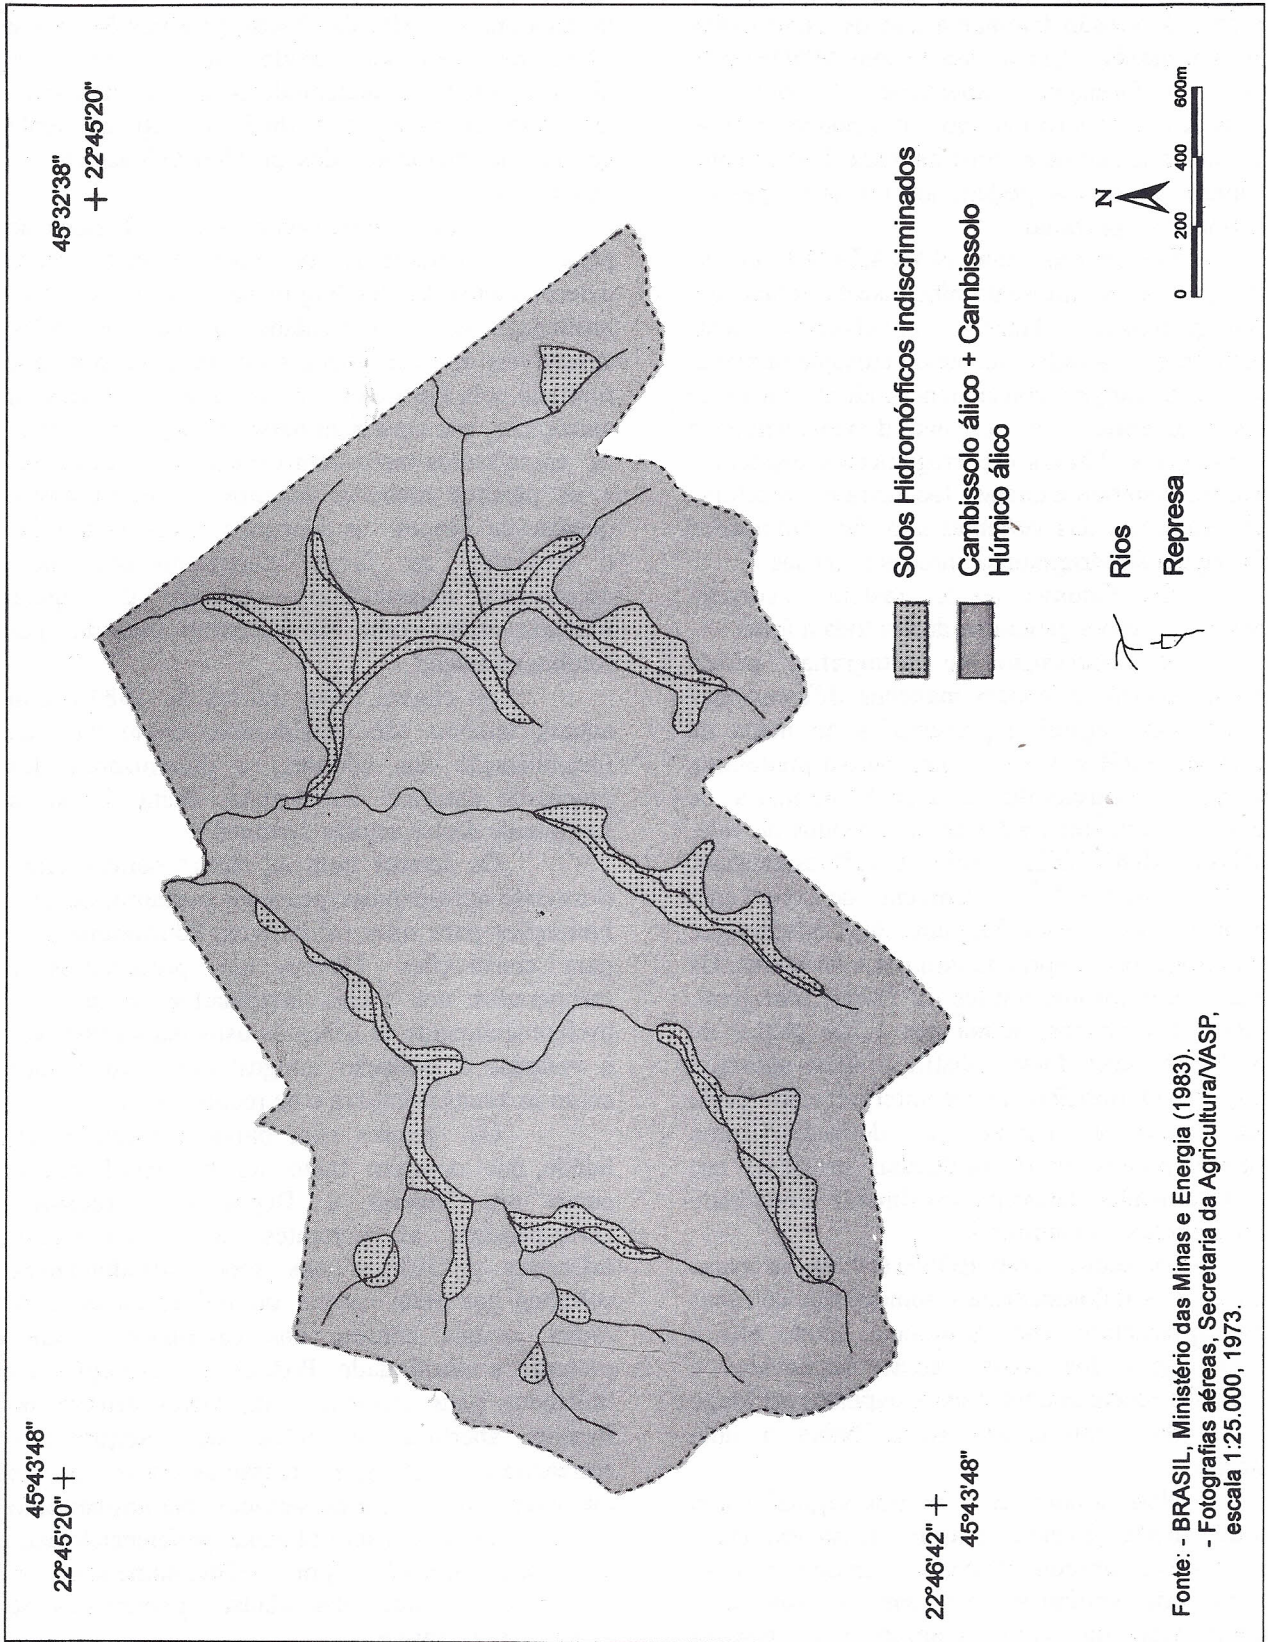 45°43'48"
22°45'20"
45°32'38"
22°45'20"
22°46'42"
45°43'48"
Solos Hidromórficos indiscriminados
Cambissolo álico + Cambissolo
Húmico álico
Rios
Represa
N
0 200 400 600m
Fonte: - BRASIL, Ministério das Minas e Energia (1983).
- Fotografias aéreas, Secretaria da Agricultura/VASP,
escala 1:25.000, 1973.